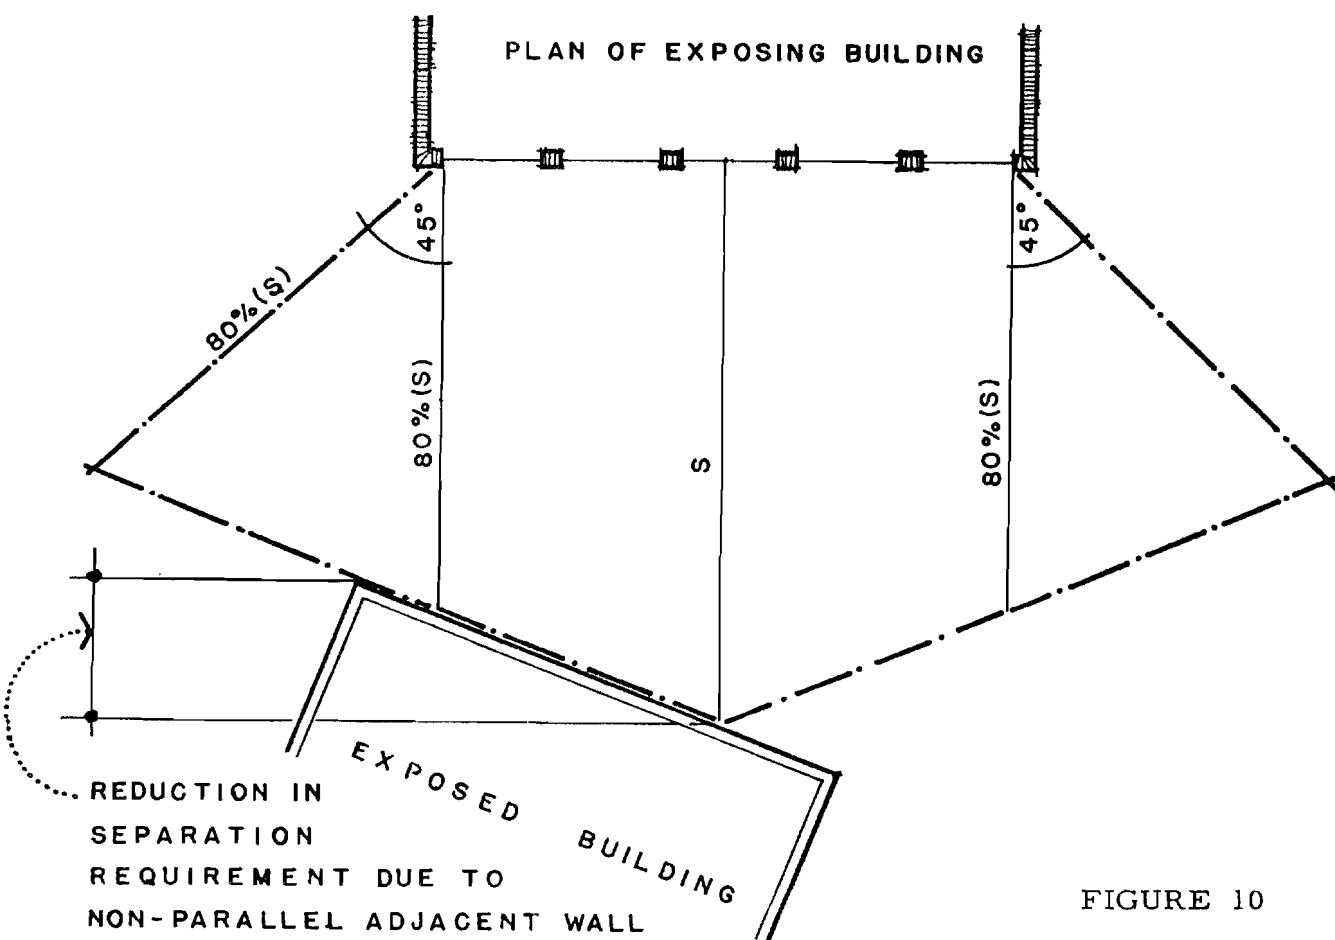 PLAN OF EXPOSING BUILDING
45°
45°
80%(S)
80%(S)
S
80%(S)
EXPOSED BUILDING
REDUCTION IN
SEPARATION
REQUIREMENT DUE TO
NON-PARALLEL ADJACENT WALL
FIGURE 10